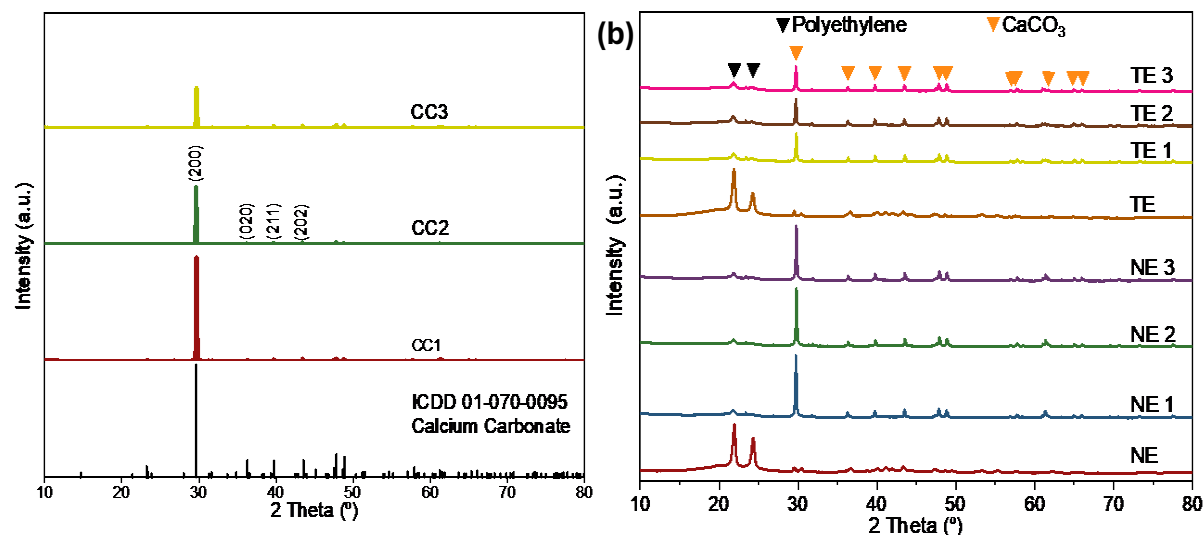 Intensity (a.u.)
CC3
(200)
(020)
(211)
(202)
CC2
CC1
ICDD 01-070-0095
Calcium Carbonate
10 20 30 40 50 60 70 80
2 Theta (º)
(b)
Polyethylene
CaCO₃
Intensity (a.u.)
TE 3
TE 2
TE 1
TE
NE 3
NE 2
NE 1
NE
10 20 30 40 50 60 70 80
2 Theta (º)